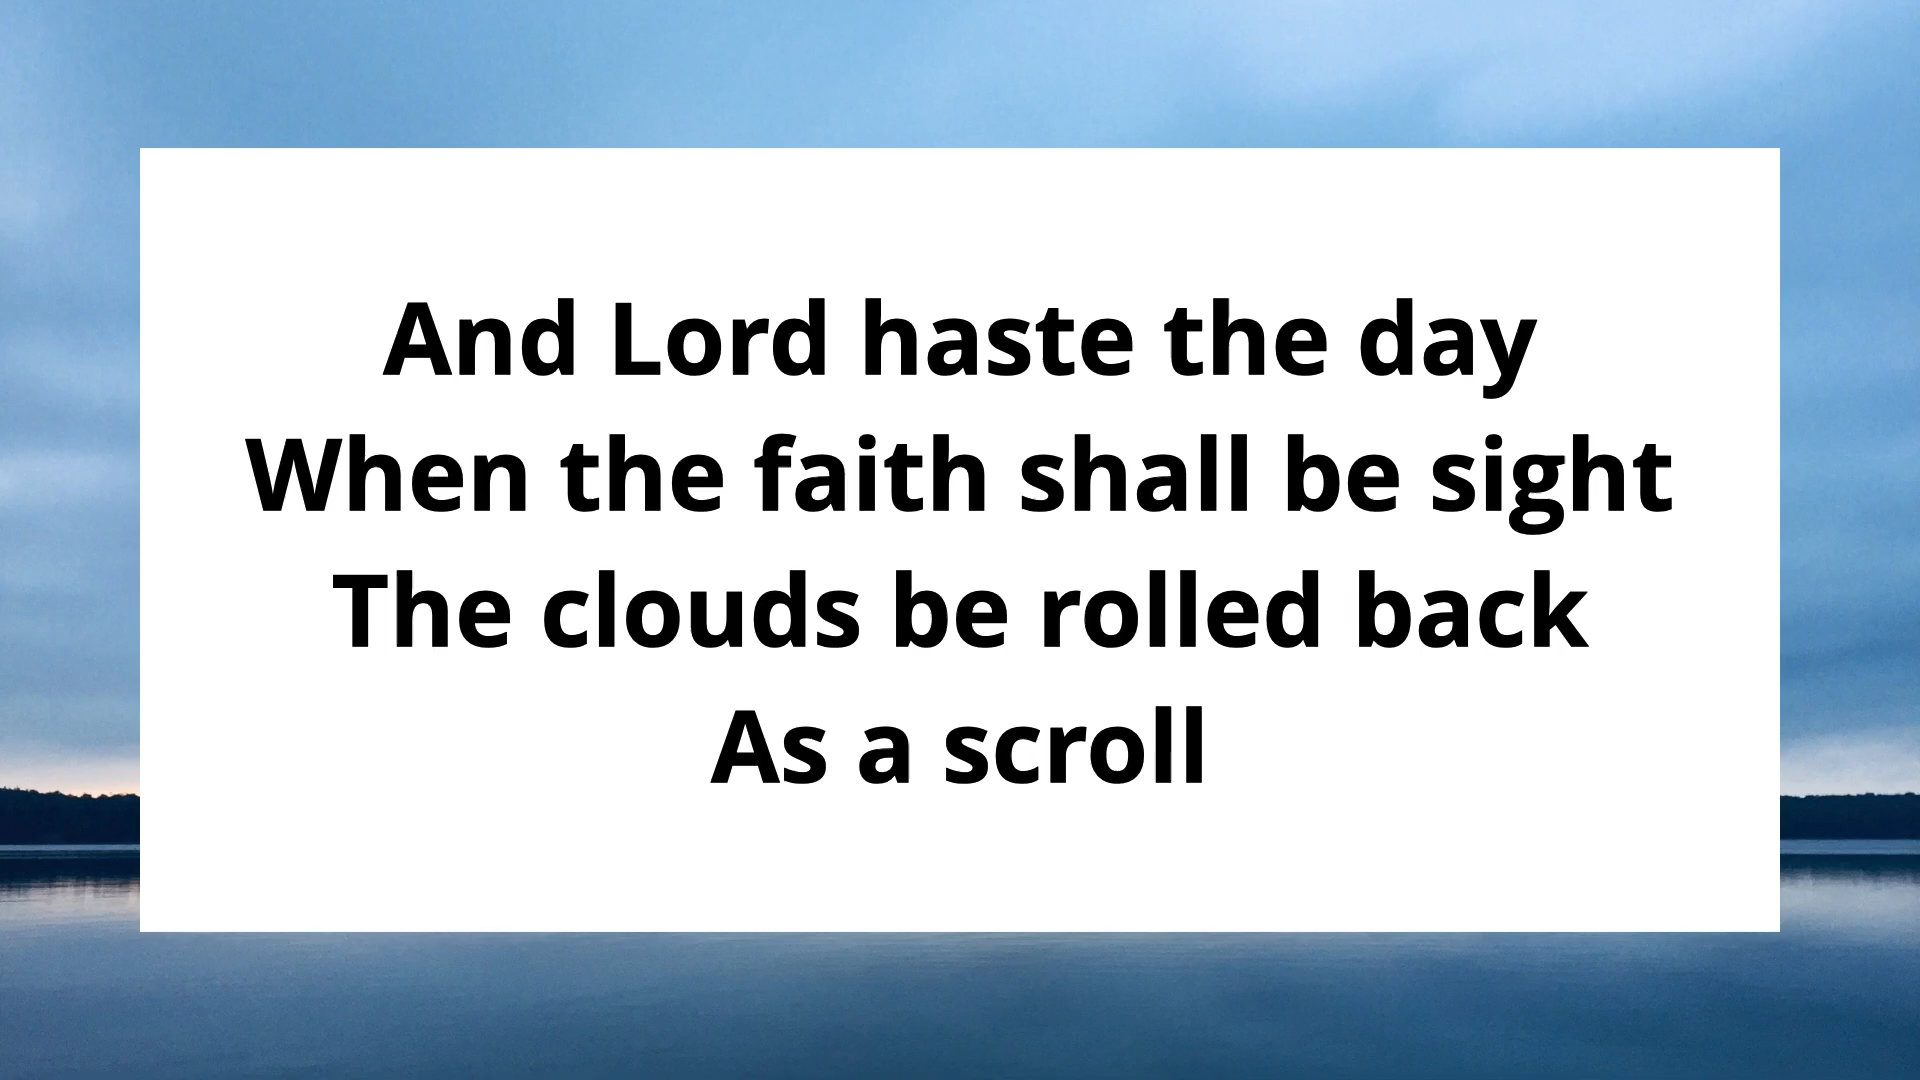 And Lord haste the day
When the faith shall be sight
The clouds be rolled back
As a scroll